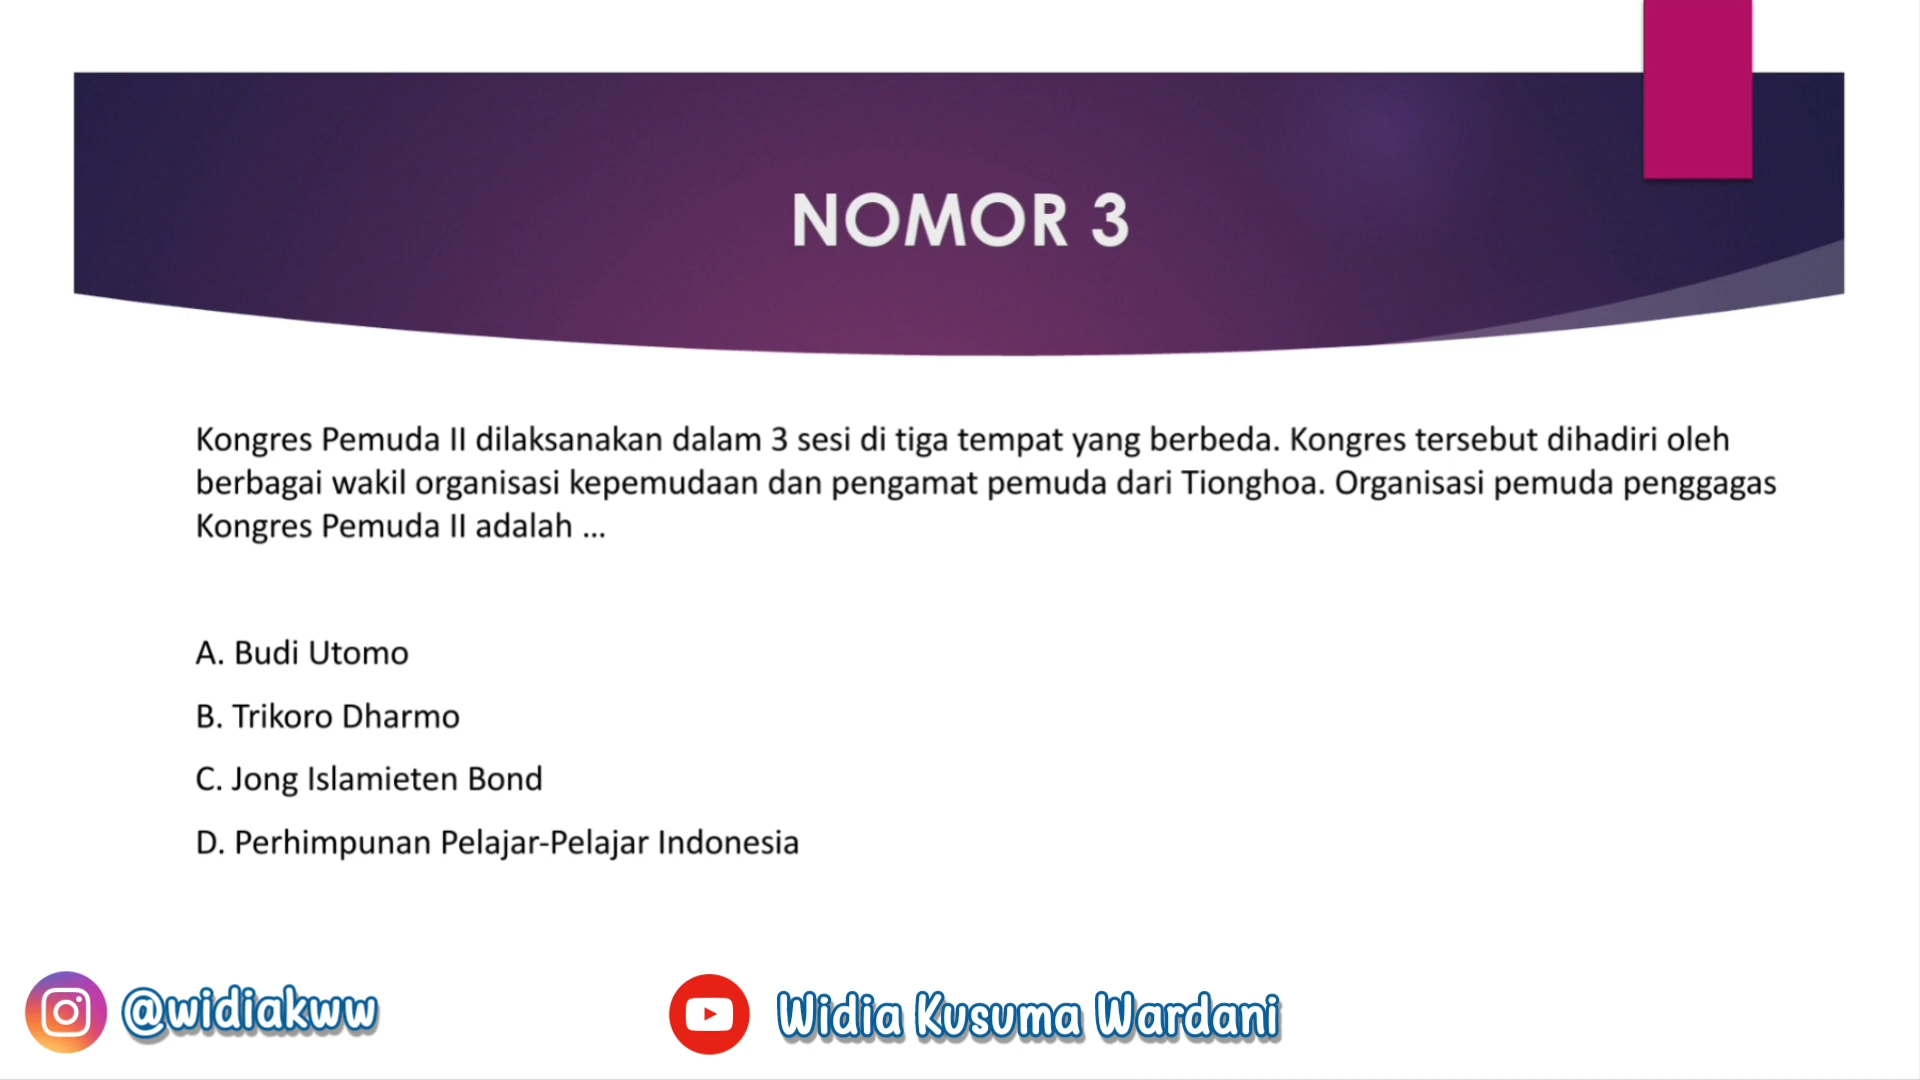 NOMOR 3
Kongres Pemuda II dilaksanakan dalam 3 sesi di tiga tempat yang berbeda. Kongres tersebut dihadiri oleh
berbagai wakil organisasi kepemudaan dan pengamat pemuda dari Tionghoa. Organisasi pemuda penggagas
Kongres Pemuda II adalah ...
A. Budi Utomo
B. Trikoro Dharmo
C. Jong Islamieten Bond
D. Perhimpunan Pelajar-Pelajar Indonesia
@widiakww
Widia Kusuma Wardani